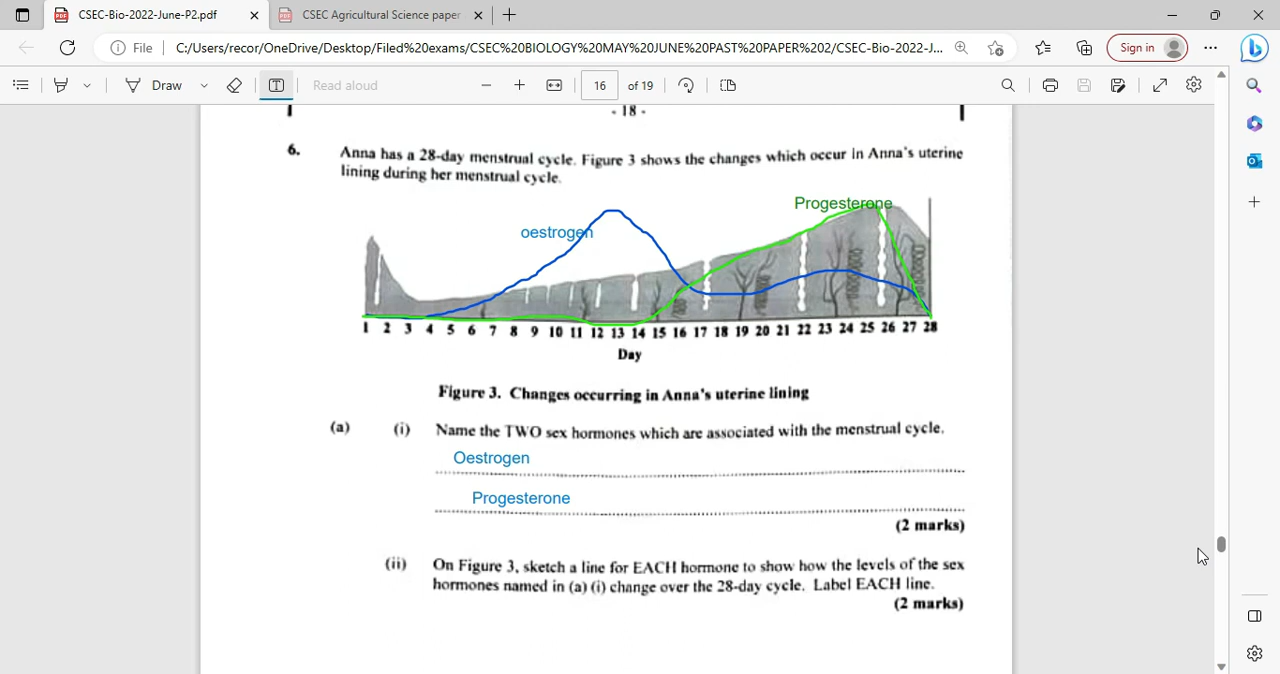 CSEC-Bio-2022-June-P2.pdf
CSEC Agricultural Science paper
File
C:/Users/recor/OneDrive/Desktop/Filed%20exams/CSEC%20BIOLOGY%20MAY%20JUNE%20PAST%20PAPER%202/CSEC-Bio-2022-J...
Sign in
Draw
Read aloud
16 of 19
- 18 -
6. Anna has a 28-day menstrual cycle. Figure 3 shows the changes which occur in Anna's uterine
lining during her menstrual cycle.
Progesterone
oestrogen
1 2 3 4 5 6 7 8 9 10 11 12 13 14 15 16 17 18 19 20 21 22 23 24 25 26 27 28
Day
Figure 3. Changes occurring in Anna's uterine lining
(a) (i) Name the TWO sex hormones which are associated with the menstrual cycle.
Oestrogen
Progesterone
(2 marks)
(ii) On Figure 3, sketch a line for EACH hormone to show how the levels of the sex
hormones named in (a) (i) change over the 28-day cycle. Label EACH line.
(2 marks)